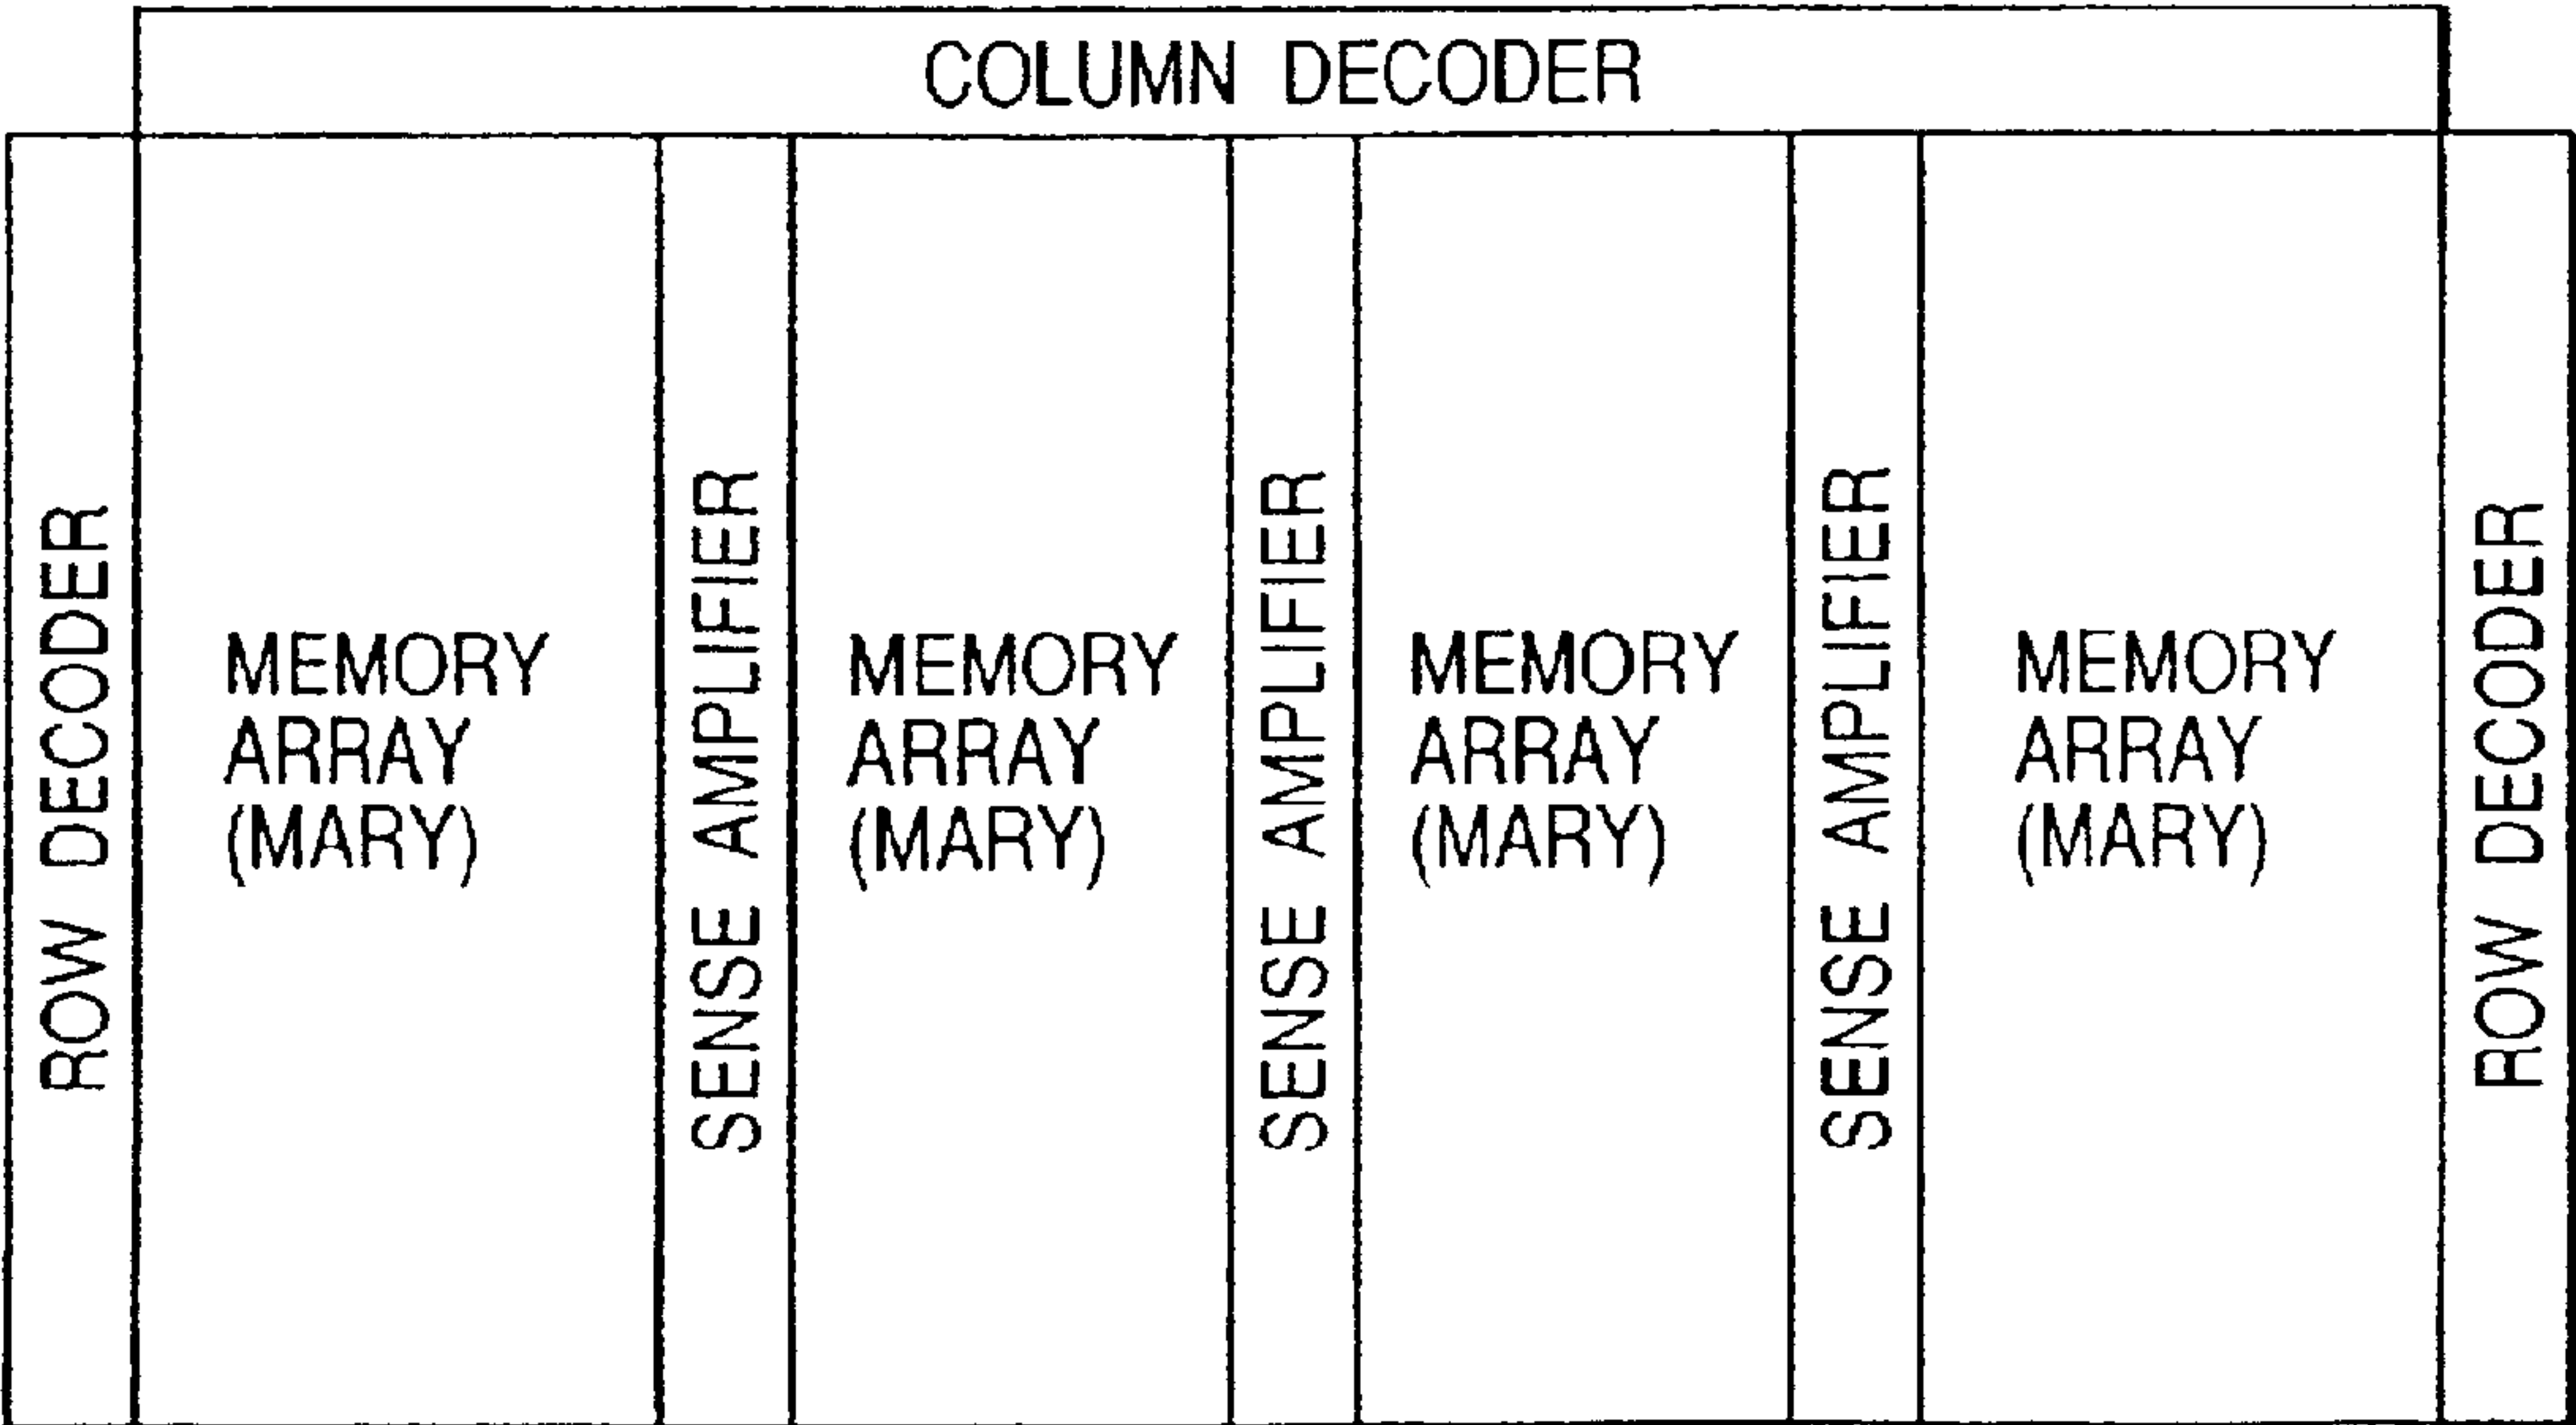 COLUMN DECODER
ROW DECODER
MEMORY
ARRAY
(MARY)
SENSE AMPLIFIER
MEMORY
ARRAY
(MARY)
SENSE AMPLIFIER
MEMORY
ARRAY
(MARY)
SENSE AMPLIFIER
MEMORY
ARRAY
(MARY)
ROW DECODER